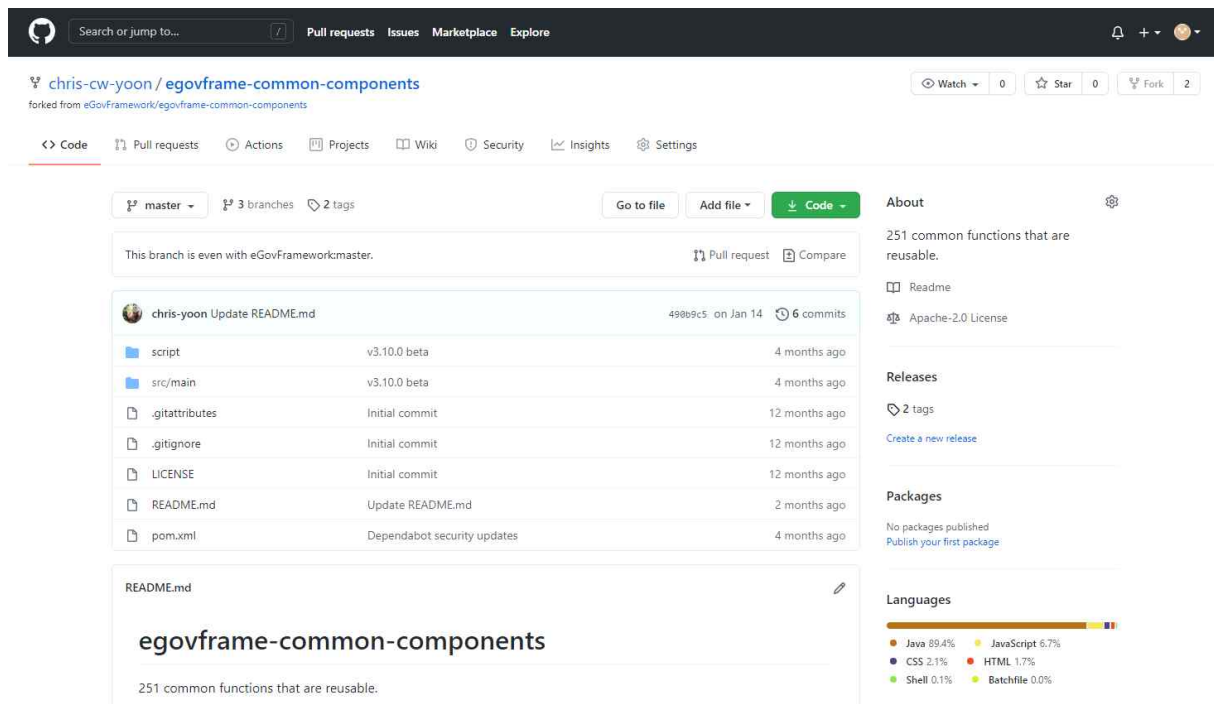 Search or jump to... / Pull requests Issues Marketplace Explore
chris-cw-yoon / egovframe-common-components
Watch 0 Star 0 Fork 2
forked from eGovFramework/egovframe-common-components
<> Code Pull requests Actions Projects Wiki Security Insights Settings
master 3 branches 2 tags Go to file Add file Code
This branch is even with eGovFramework:master. Pull request Compare
chris-yoon Update README.md 490b9c5 on Jan 14 6 commits
script v3.10.0 beta 4 months ago
src/main v3.10.0 beta 4 months ago
.gitattributes Initial commit 12 months ago
.gitignore Initial commit 12 months ago
LICENSE Initial commit 12 months ago
README.md Update README.md 2 months ago
pom.xml Dependabot security updates 4 months ago
README.md
egovframe-common-components
251 common functions that are reusable.
About
251 common functions that are
reusable.
Readme
Apache-2.0 License
Releases
2 tags
Create a new release
Packages
No packages published
Publish your first package
Languages
Java 89.4% JavaScript 6.7%
CSS 2.1% HTML 1.7%
Shell 0.1% Batchfile 0.0%